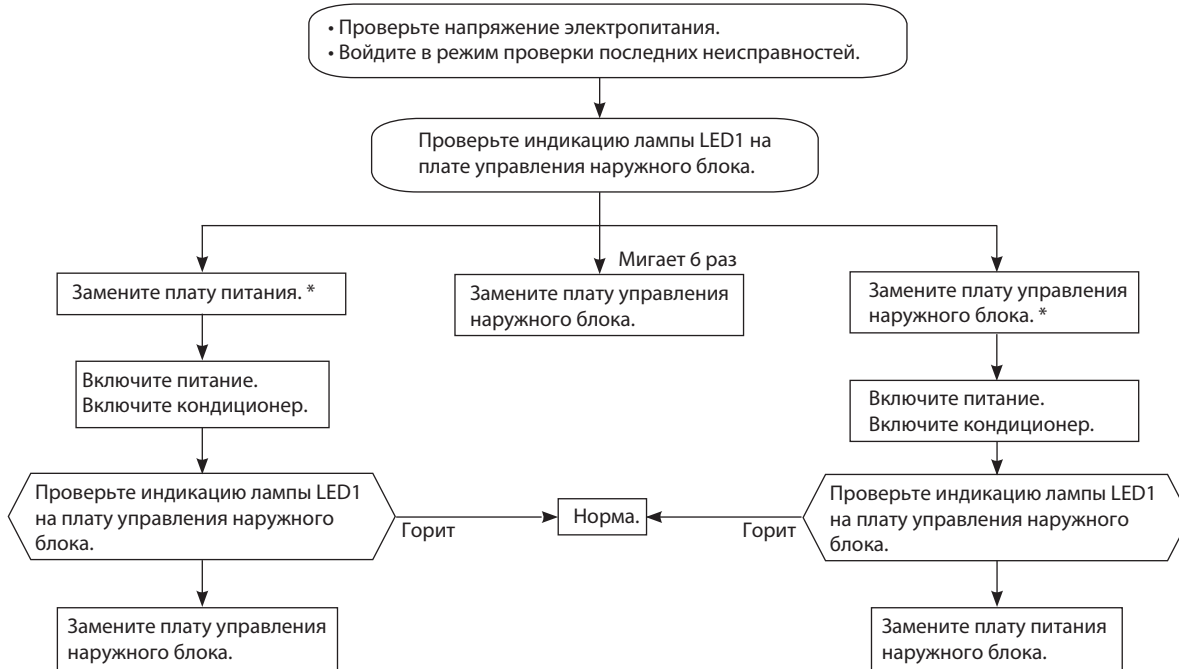 • Проверьте напряжение электропитания.
• Войдите в режим проверки последних неисправностей.
Проверьте индикацию лампы LED1 на
плате управления наружного блока.
Мигает 6 раз
Замените плату питания. *
Замените плату управления
наружного блока.
Замените плату управления
наружного блока. *
Включите питание.
Включите кондиционер.
Включите питание.
Включите кондиционер.
Проверьте индикацию лампы LED1
на плату управления наружного
блока.
Горит
Норма.
Горит
Проверьте индикацию лампы LED1
на плату управления наружного
блока.
Замените плату управления
наружного блока.
Замените плату питания
наружного блока.